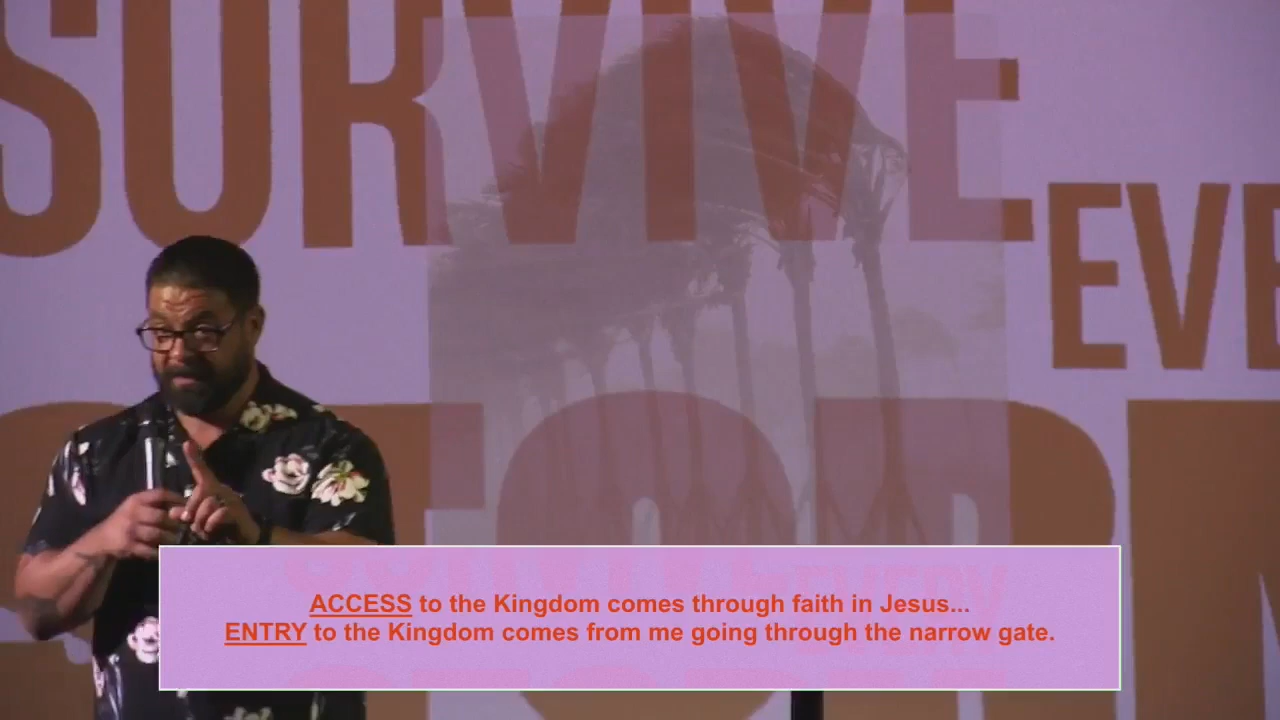 SURVIVE
EVE
STORM
ACCESS to the Kingdom comes through faith in Jesus...
ENTRY to the Kingdom comes from me going through the narrow gate.